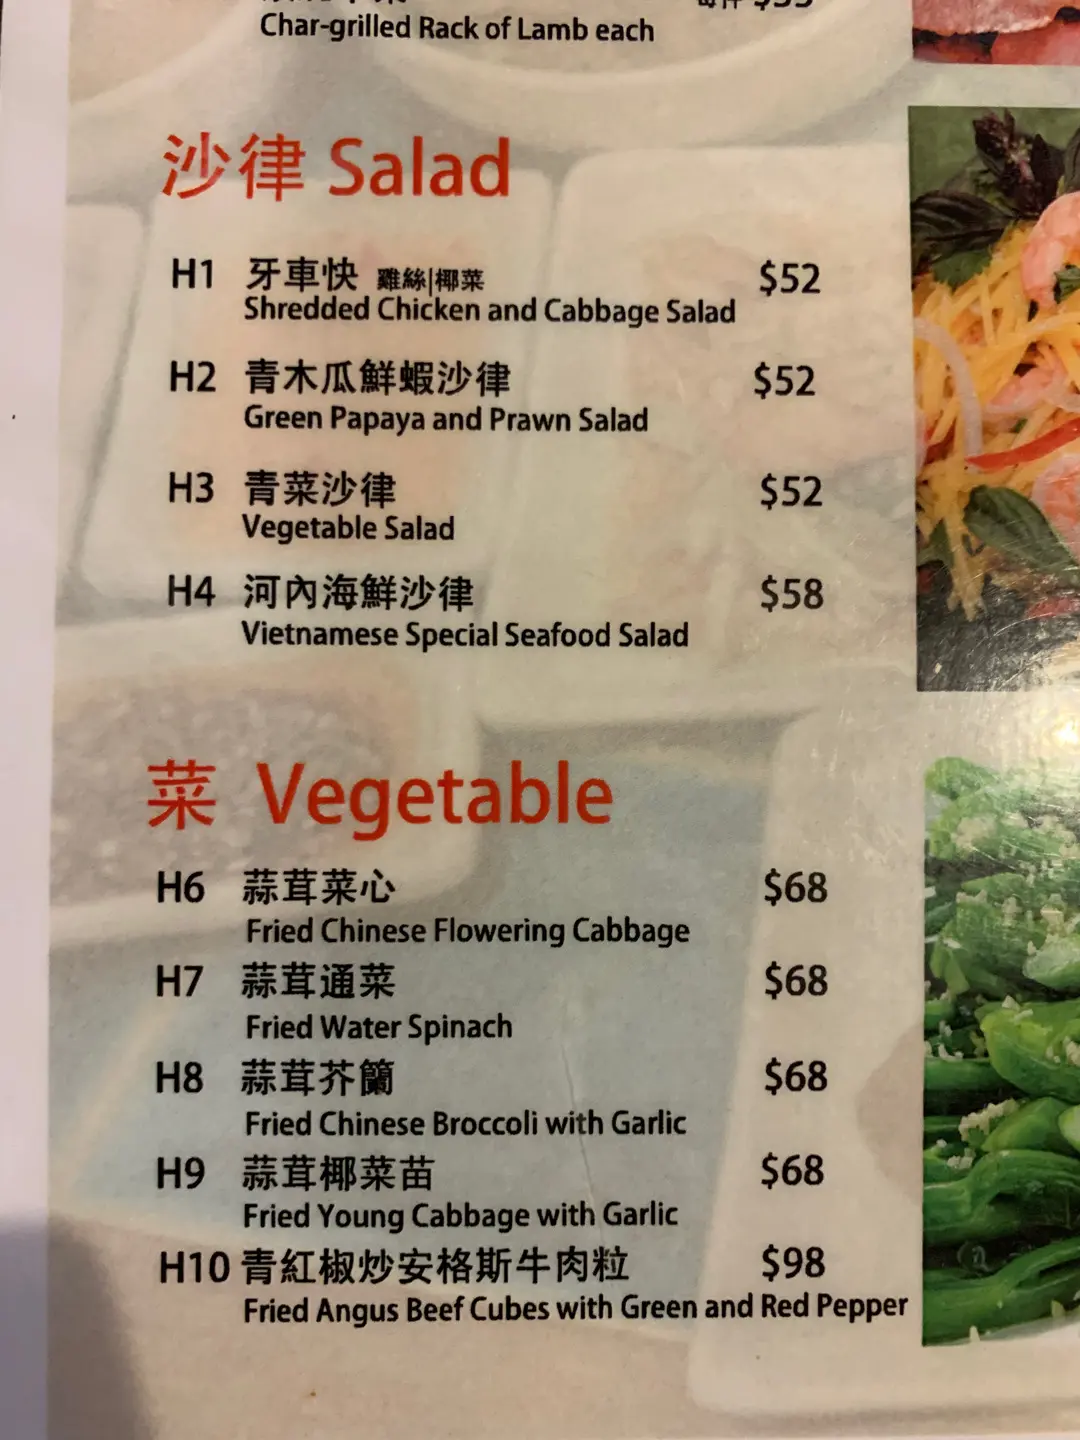 Char-grilled Rack of Lamb each
沙律 Salad
H1 牙車快 雞絲|椰菜 $52
Shredded Chicken and Cabbage Salad
H2 青木瓜鮮蝦沙律 $52
Green Papaya and Prawn Salad
H3 青菜沙律 $52
Vegetable Salad
H4 河內海鮮沙律 $58
Vietnamese Special Seafood Salad
菜 Vegetable
H6 蒜茸菜心 $68
Fried Chinese Flowering Cabbage
H7 蒜茸通菜 $68
Fried Water Spinach
H8 蒜茸芥蘭 $68
Fried Chinese Broccoli with Garlic
H9 蒜茸椰菜苗 $68
Fried Young Cabbage with Garlic
H10 青紅椒炒安格斯牛肉粒 $98
Fried Angus Beef Cubes with Green and Red Pepper